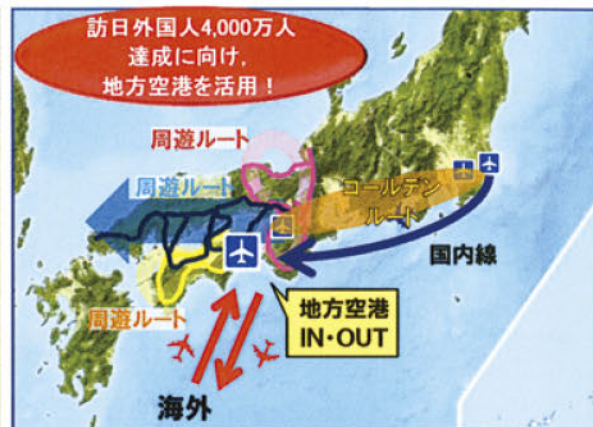 訪日外国人4,000万人
達成に向け,
地方空港を活用！
周遊ルート
周遊ルート
ゴールデン
ルート
国内線
周遊ルート
地方空港
IN・OUT
海外